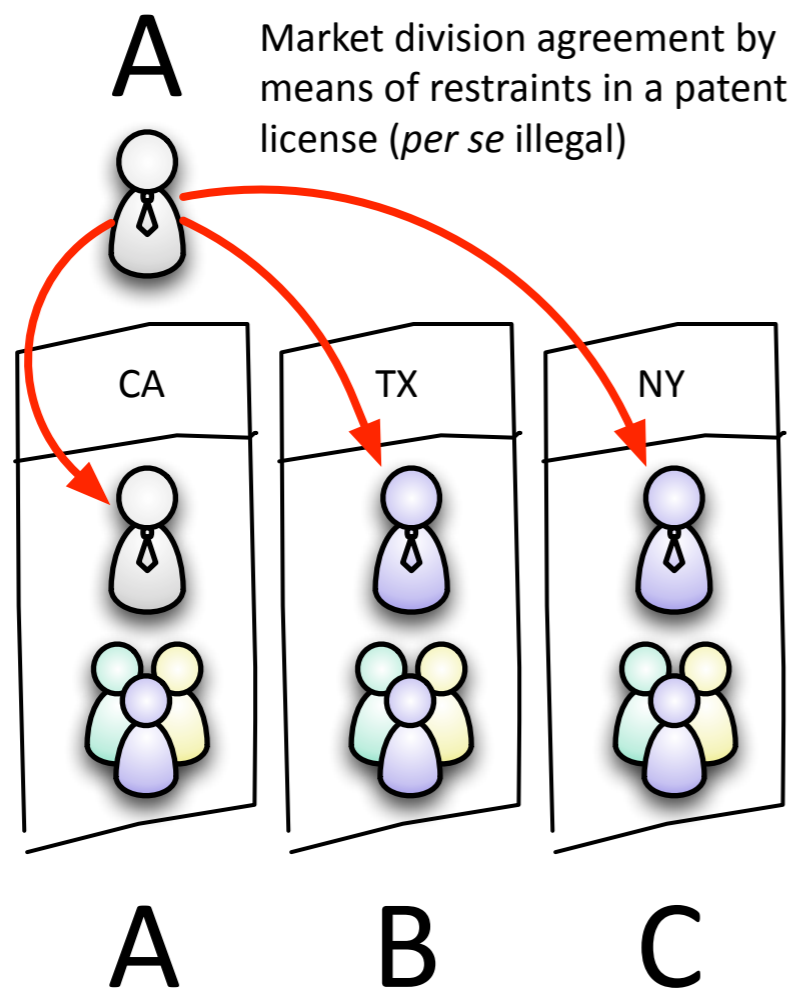 A
Market division agreement by
means of restraints in a patent
license (per se illegal)
CA
TX
NY
A
B
C